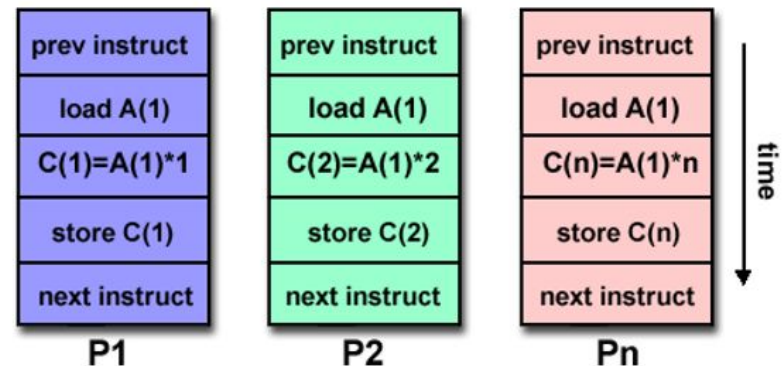 prev instruct
load A(1)
C(1)=A(1)*1
store C(1)
next instruct
P1
prev instruct
load A(1)
C(2)=A(1)*2
store C(2)
next instruct
P2
prev instruct
load A(1)
C(n)=A(1)*n
store C(n)
next instruct
Pn
time